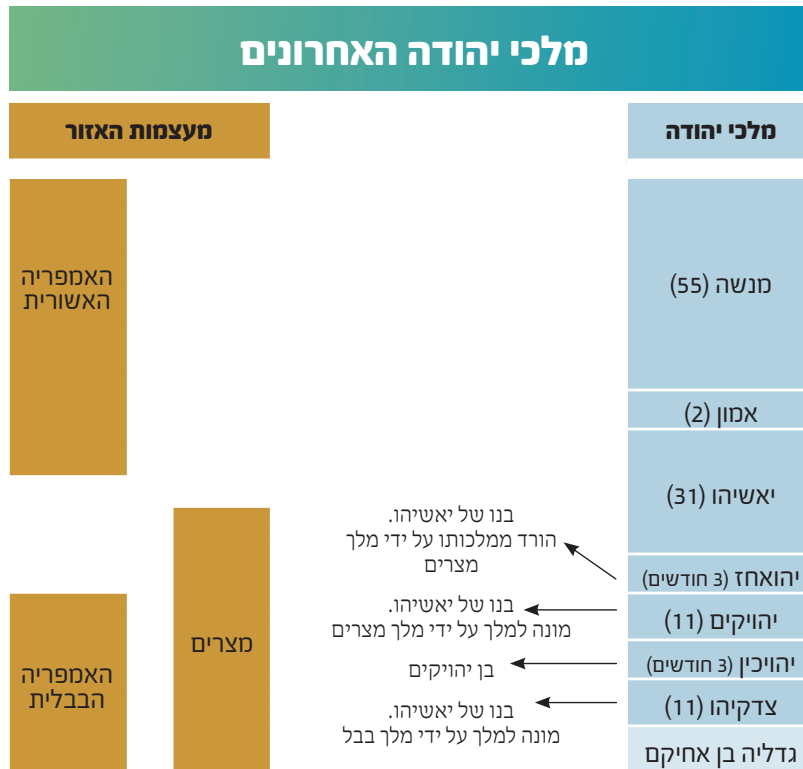 מלכי יהודה האחרונים
מלכי יהודה
מעצמות האזור
מנשה (55)
אמון (2)
יאשיהו (31)
יהואחז (3 חודשים)
יהויקים (11)
יהויכין (3 חודשים)
צדקיהו (11)
גדליה בן אחיקם
בנו של יאשיהו.
הורד ממלכותו על ידי מלך
מצרים
בנו של יאשיהו.
מונה למלך על ידי מלך מצרים
בן יהויקים
בנו של יאשיהו.
מונה למלך על ידי מלך בבל
מצרים
האמפריה
האשורית
האמפריה
הבבלית